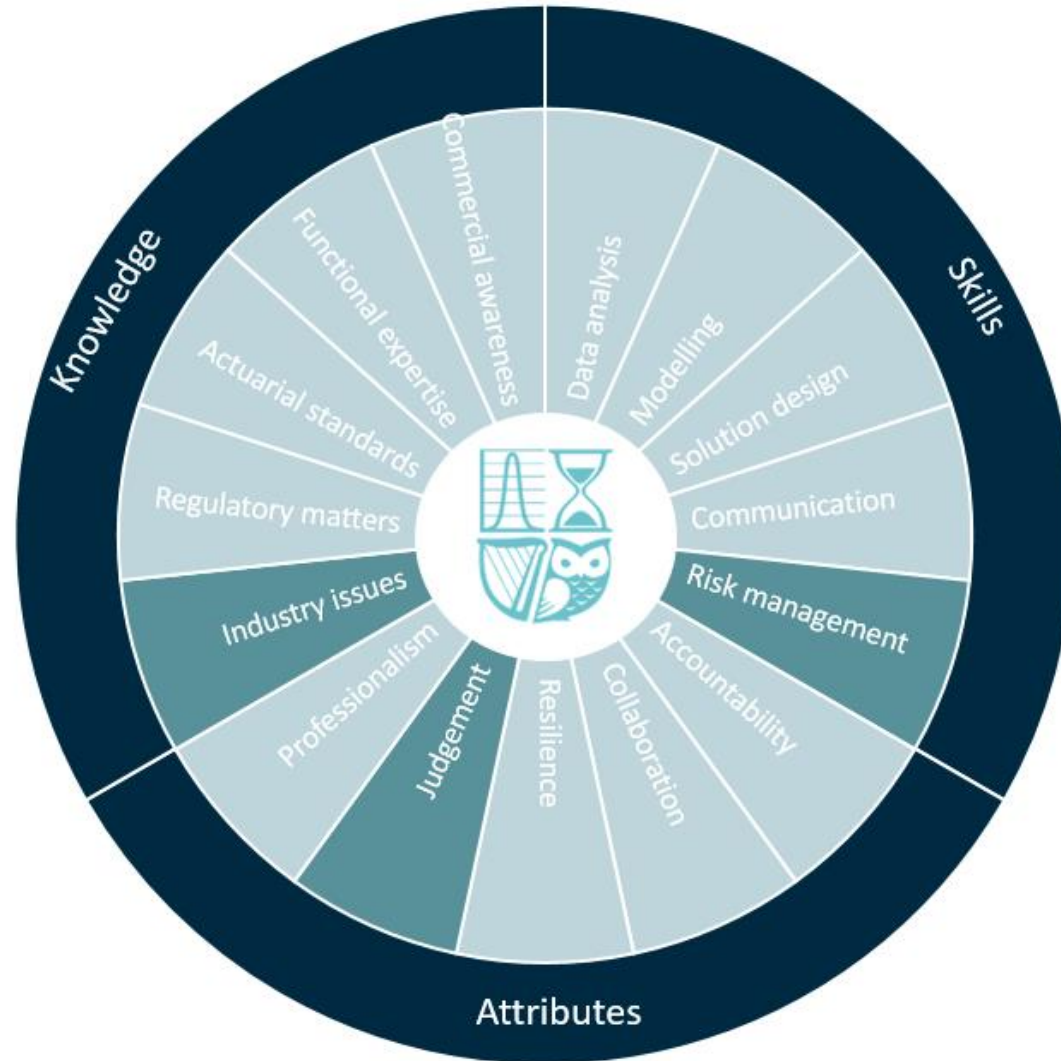 Knowledge
Skills
Attributes
Commercial awareness
Functional expertise
Actuarial standards
Regulatory matters
Industry issues
Data analysis
Modelling
Solution design
Communication
Risk management
Accountability
Collaboration
Resilience
Judgement
Professionalism